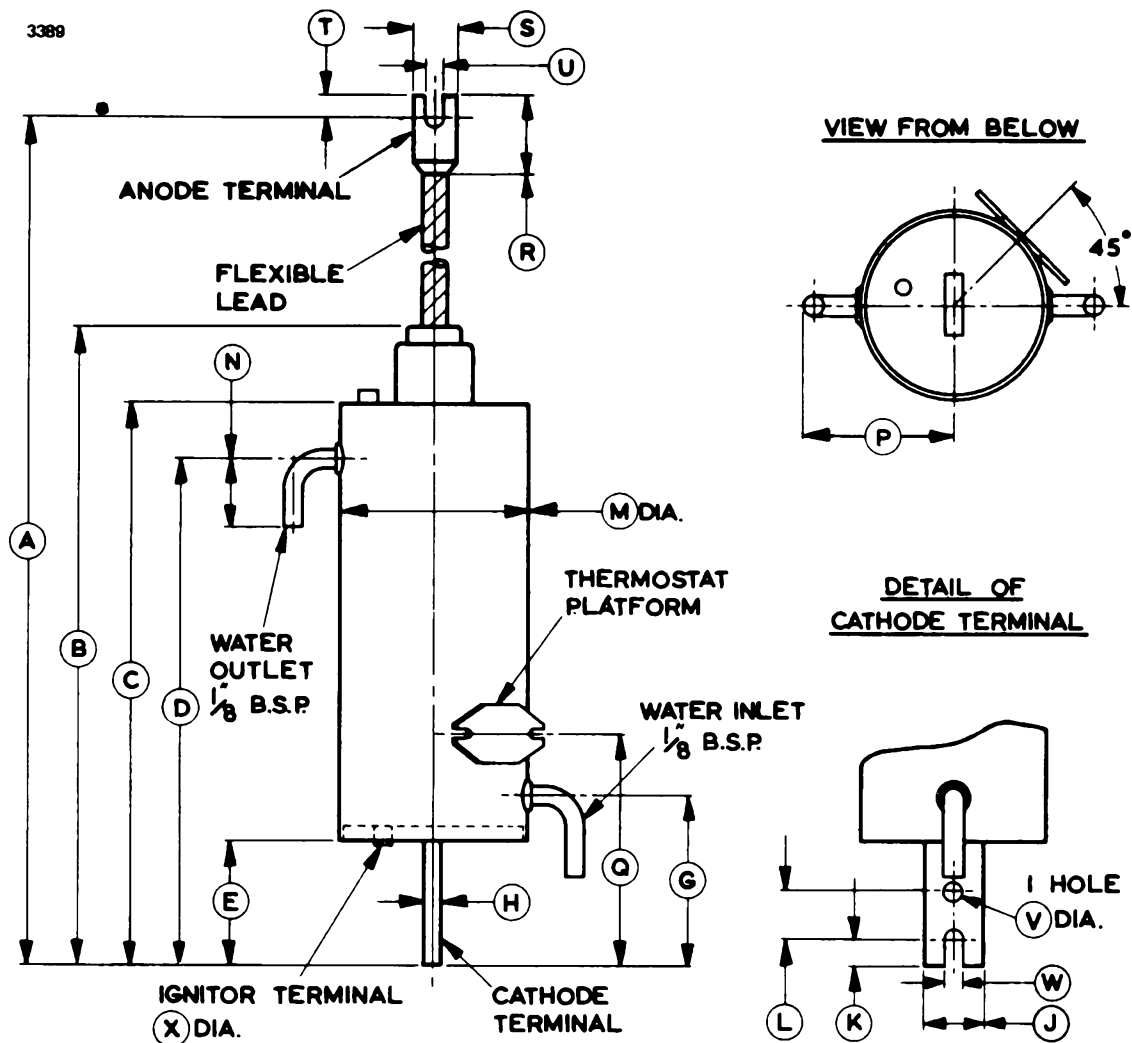 3389
T
S
U
VIEW FROM BELOW
ANODE TERMINAL
R
45°
FLEXIBLE
LEAD
N
P
A
M DIA.
THERMOSTAT
PLATFORM
DETAIL OF
CATHODE TERMINAL
B
C
D
WATER
OUTLET
1/8" B.S.P.
WATER INLET
1/8" B.S.P.
E
H
Q
G
1 HOLE
V DIA.
IGNITOR TERMINAL
X DIA.
CATHODE
TERMINAL
L
K
W
J